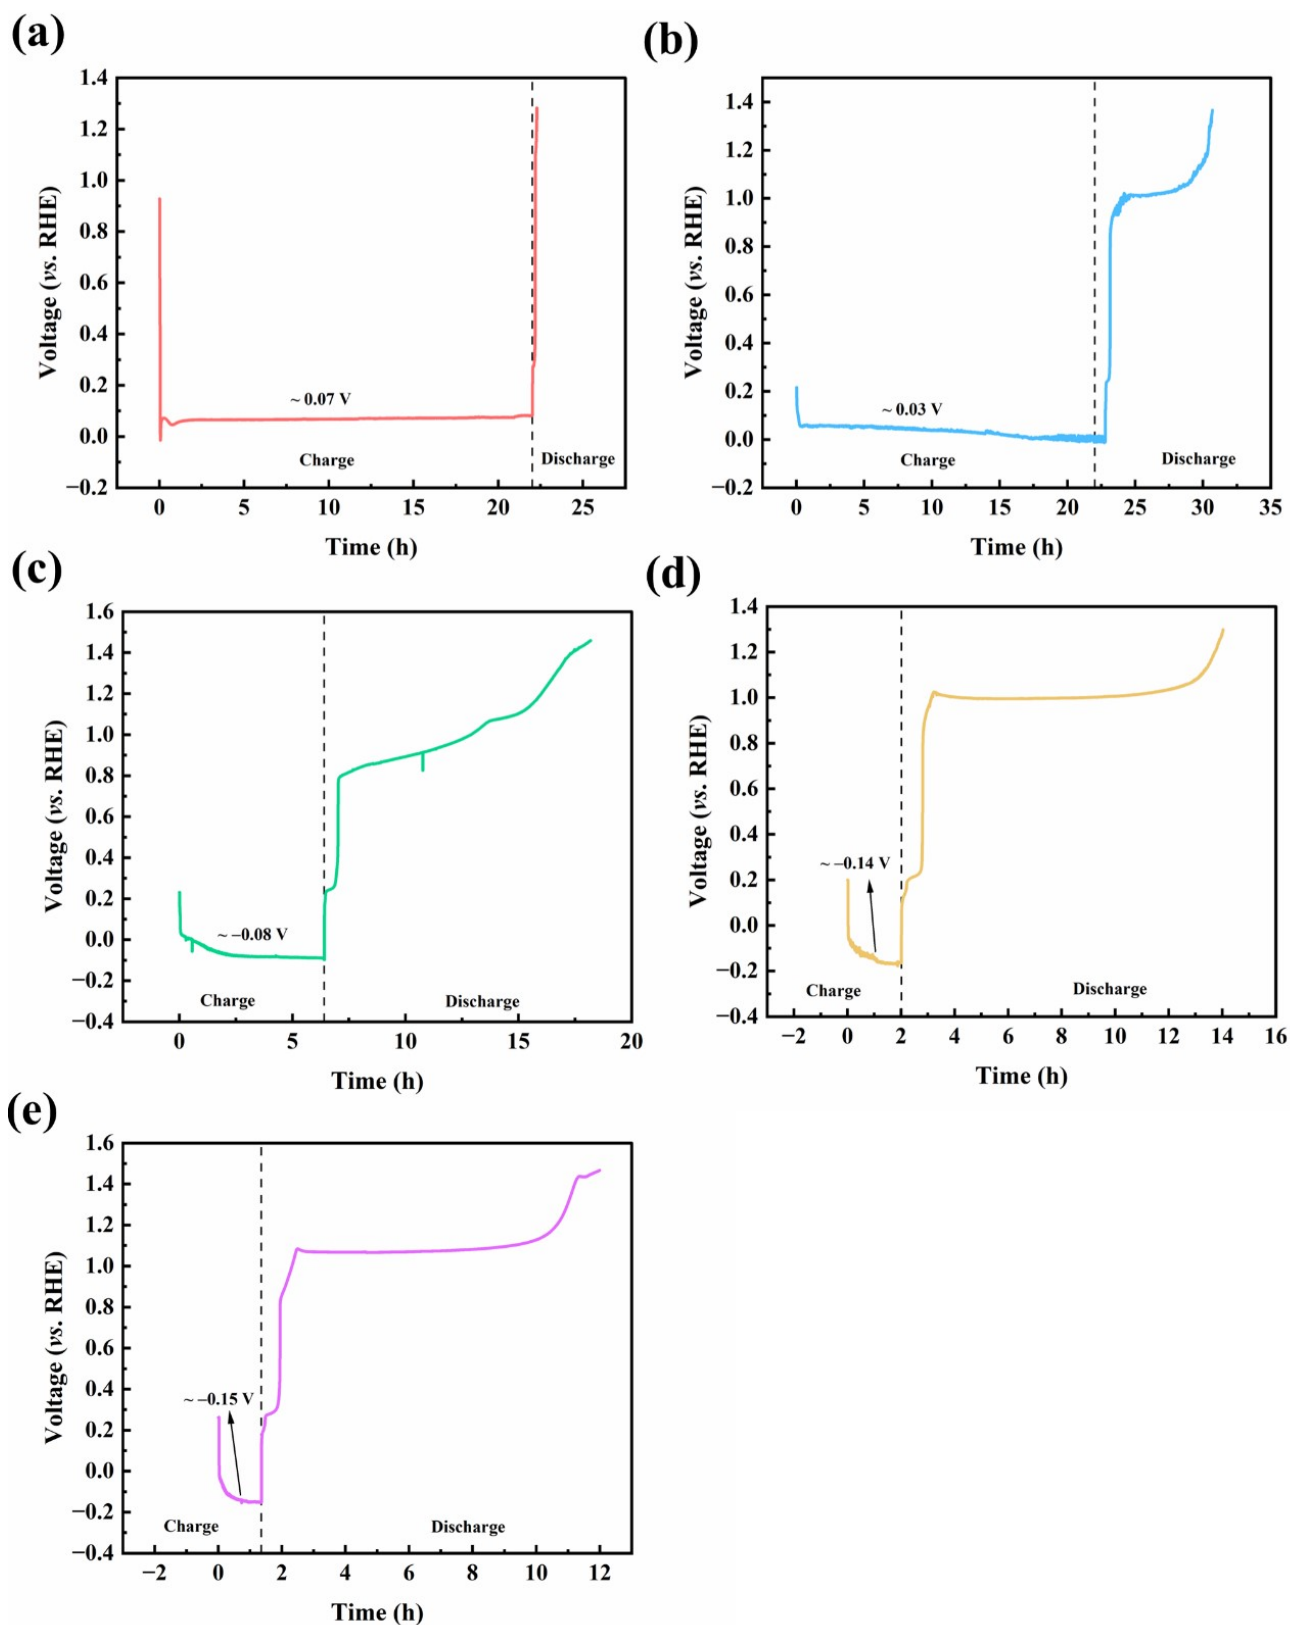 (a)
1.4
1.2
1.0
0.8
0.6
0.4
0.2
0.0
−0.2
Voltage (vs. RHE)
~ 0.07 V
Charge
Discharge
0 5 10 15 20 25
Time (h)
(b)
1.4
1.2
1.0
0.8
0.6
0.4
0.2
0.0
−0.2
Voltage (vs. RHE)
~ 0.03 V
Charge
Discharge
0 5 10 15 20 25 30 35
Time (h)
(c)
1.6
1.4
1.2
1.0
0.8
0.6
0.4
0.2
0.0
−0.2
−0.4
Voltage (vs. RHE)
~ −0.08 V
Charge
Discharge
0 5 10 15 20
Time (h)
(d)
1.4
1.2
1.0
0.8
0.6
0.4
0.2
0.0
−0.2
−0.4
Voltage (vs. RHE)
~ −0.14 V
Charge
Discharge
−2 0 2 4 6 8 10 12 14 16
Time (h)
(e)
1.6
1.4
1.2
1.0
0.8
0.6
0.4
0.2
0.0
−0.2
−0.4
Voltage (vs. RHE)
~ −0.15 V
Charge
Discharge
−2 0 2 4 6 8 10 12
Time (h)